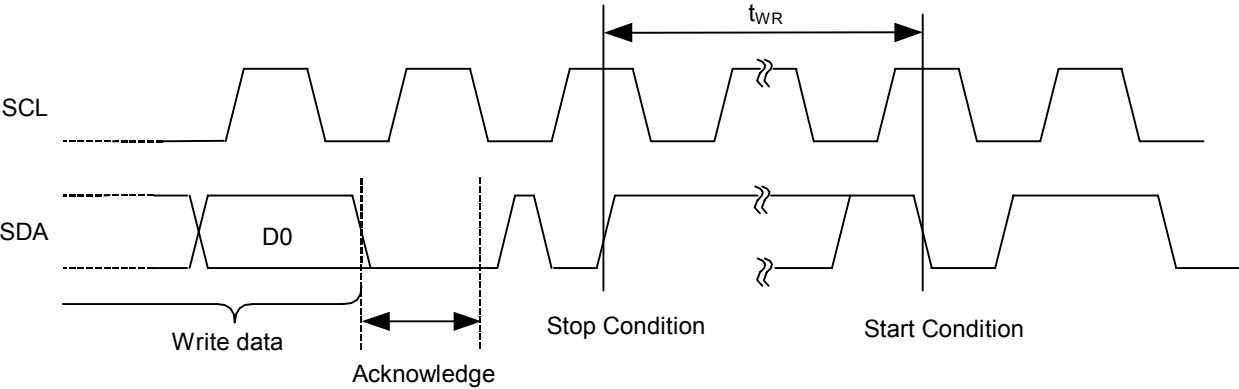 tWR
SCL
SDA
D0
Write data
Acknowledge
Stop Condition
Start Condition